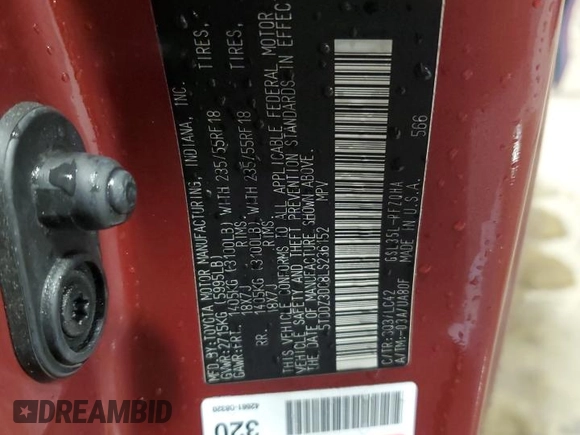 MFD.BY:TOYOTA MOTOR MANUFACTURING, INDIANA, INC.
GVWR:2715KG (5995LB)
GAWR:FRT. 1405KG (3100LB) WITH 235/55RF18 TIRES,
18X7J RIMS.
RR. 1405KG (3100LB) WITH 235/55RF18 TIRES,
18X7J RIMS.
THIS VEHICLE CONFORMS TO ALL APPLICABLE FEDERAL MOTOR
VEHICLE SAFETY AND THEFT PREVENTION STANDARDS IN EFFECT
ON THE DATE OF MANUFACTURE SHOWN ABOVE.
MPV
566
C/TR:3Q3/LC42
A/TM:-03A/UA80F
MADE IN U.S.A.
320
DREAMBID